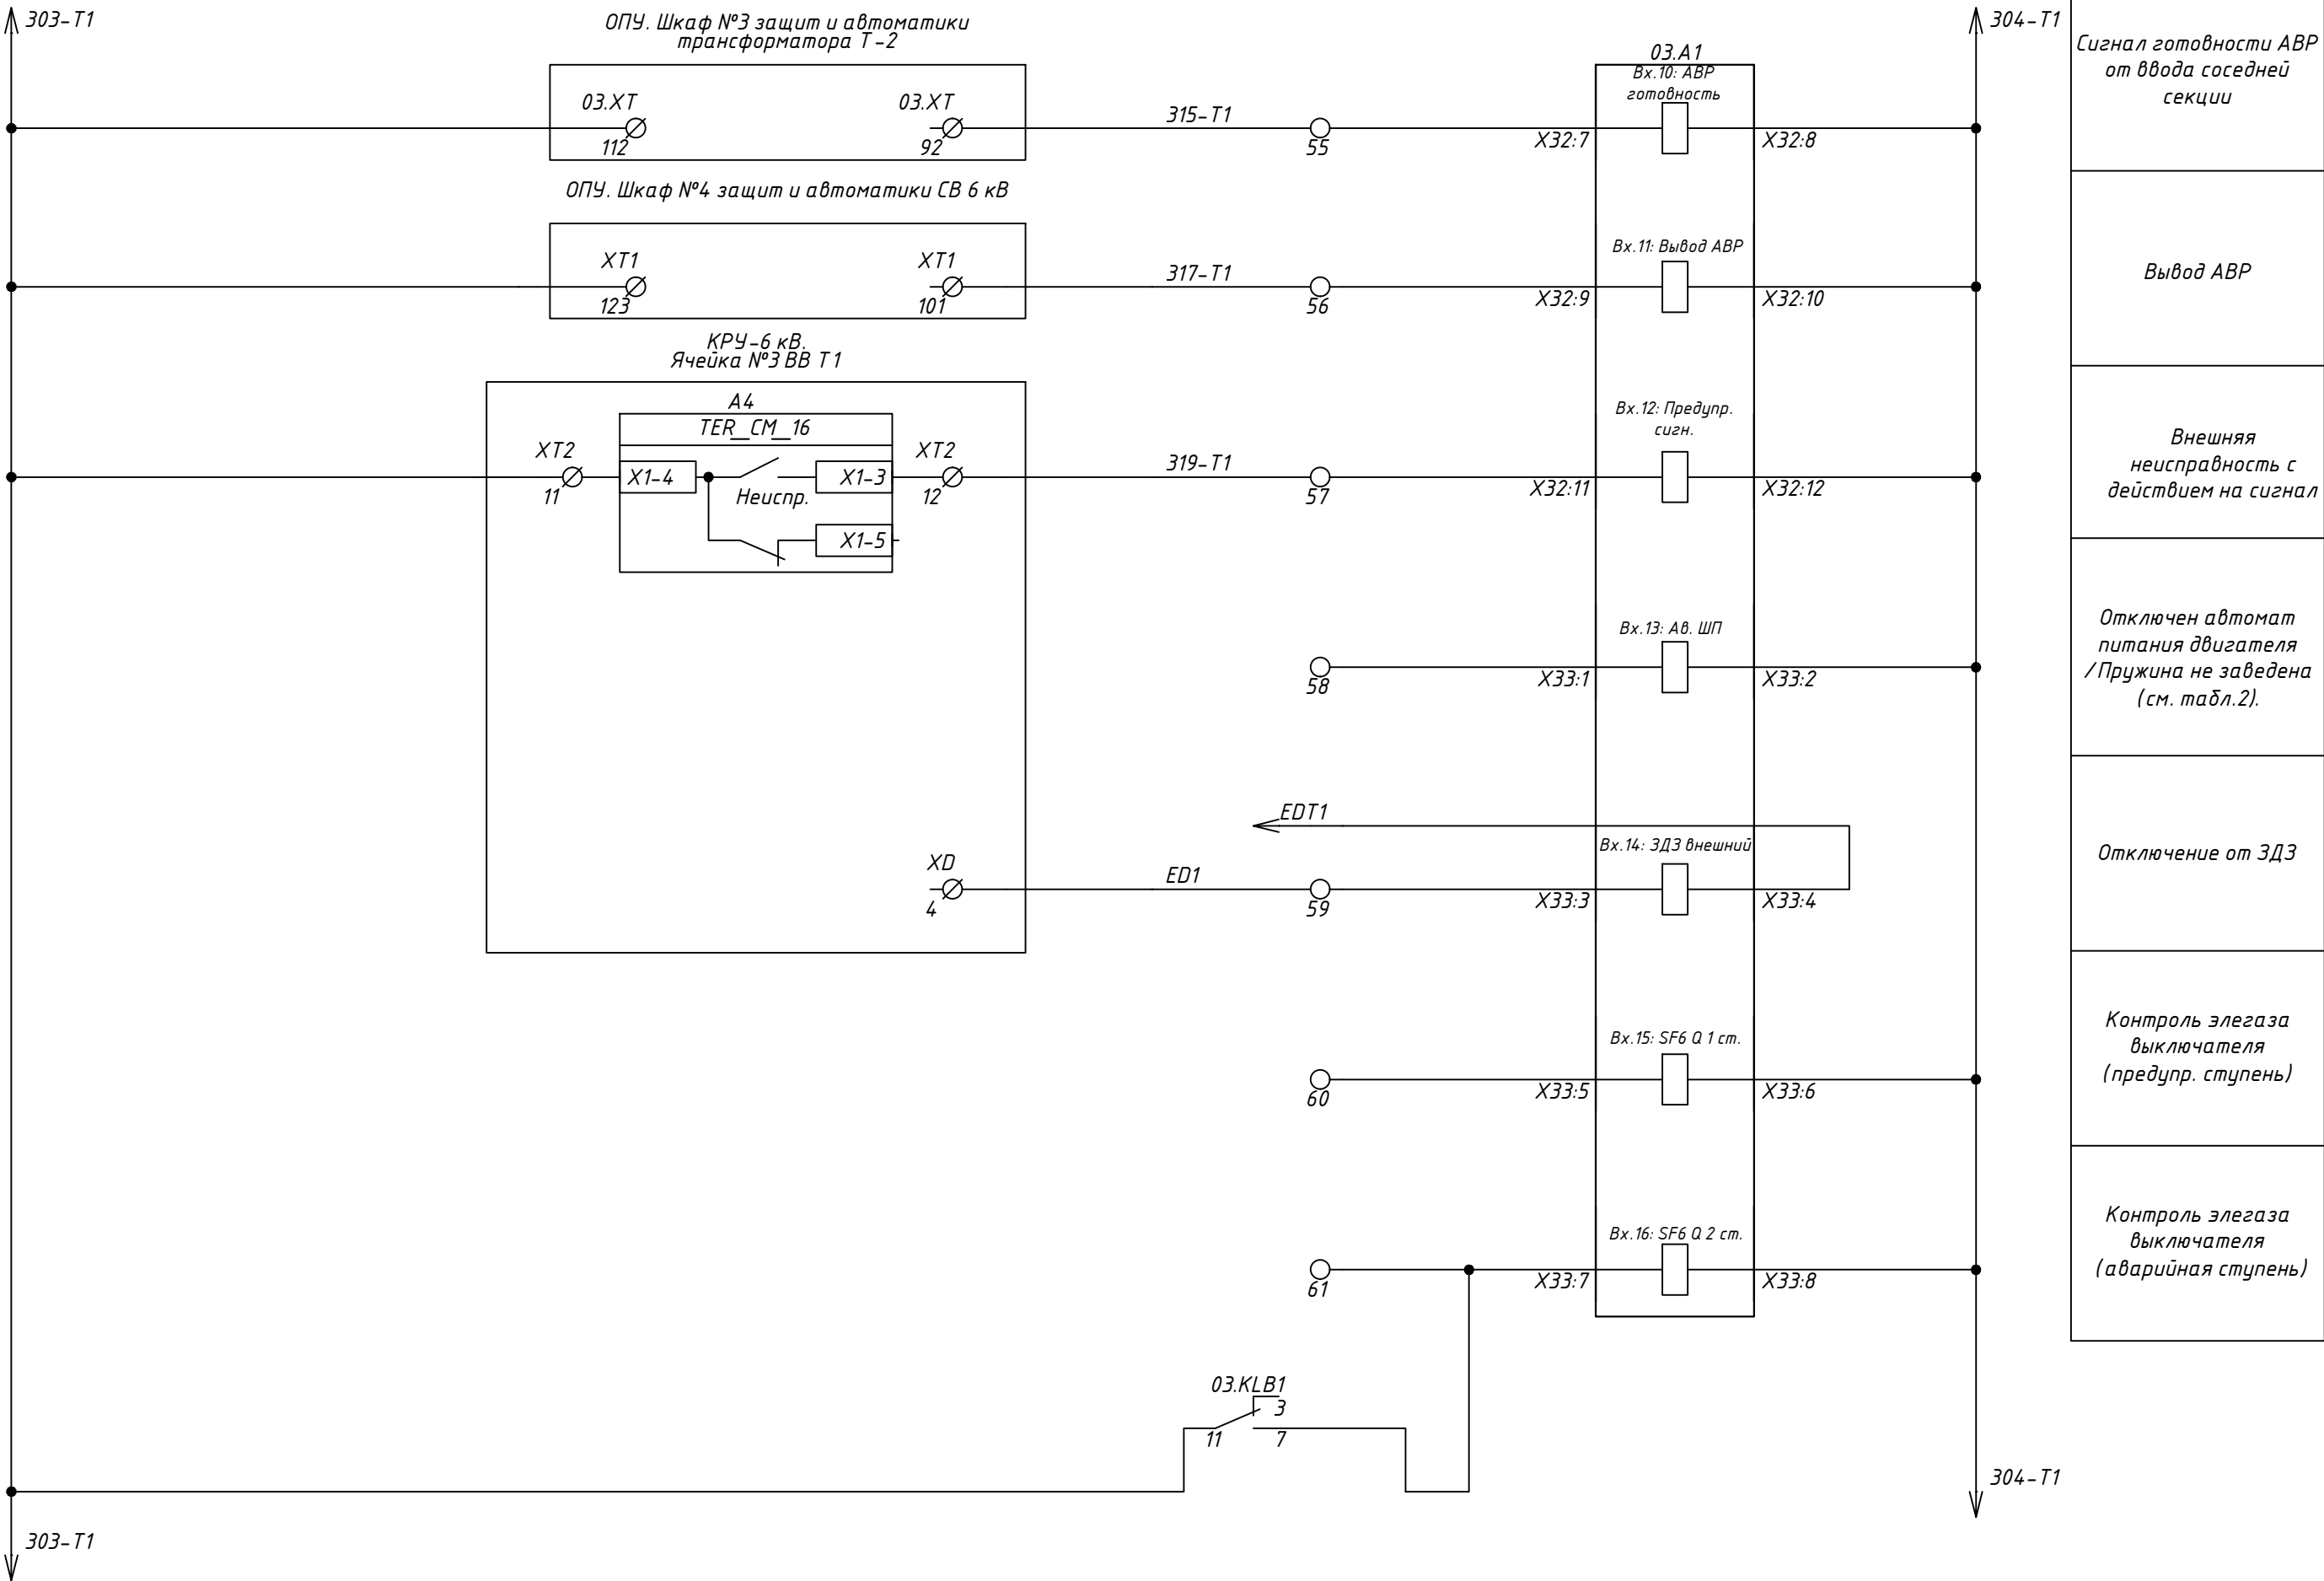 303-Т1
ОПУ. Шкаф №3 защит и автоматики
трансформатора Т-2
304-Т1
Сигнал готовности АВР
от ввода соседней
секции
03.А1
Вх.10: АВР
готовность
03.XT
03.XT
315-Т1
112
92
55
X32:7
X32:8
ОПУ. Шкаф №4 защит и автоматики СВ 6 кВ
XT1
XT1
317-Т1
Вх.11: Вывод АВР
Вывод АВР
123
101
56
X32:9
X32:10
КРУ-6 кВ.
Ячейка №3 ВВ Т1
A4
TER_CM_16
XT2
XT2
319-Т1
Вх.12: Предупр.
сигн.
Внешняя
неисправность с
действием на сигнал
X1-4
X1-3
11
Неиспр.
12
57
X32:11
X32:12
X1-5
Вх.13: Ав. ШП
Отключен автомат
питания двигателя
/Пружина не заведена
(см. табл.2).
58
X33:1
X33:2
EDT1
Вх.14: ЗДЗ внешний
Отключение от ЗДЗ
XD
ED1
4
59
X33:3
X33:4
Вх.15: SF6 Q 1 ст.
Контроль элегаза
выключателя
(предупр. ступень)
60
X33:5
X33:6
Вх.16: SF6 Q 2 ст.
Контроль элегаза
выключателя
(аварийная ступень)
61
X33:7
X33:8
03.KLB1
3
11
7
304-Т1
303-Т1